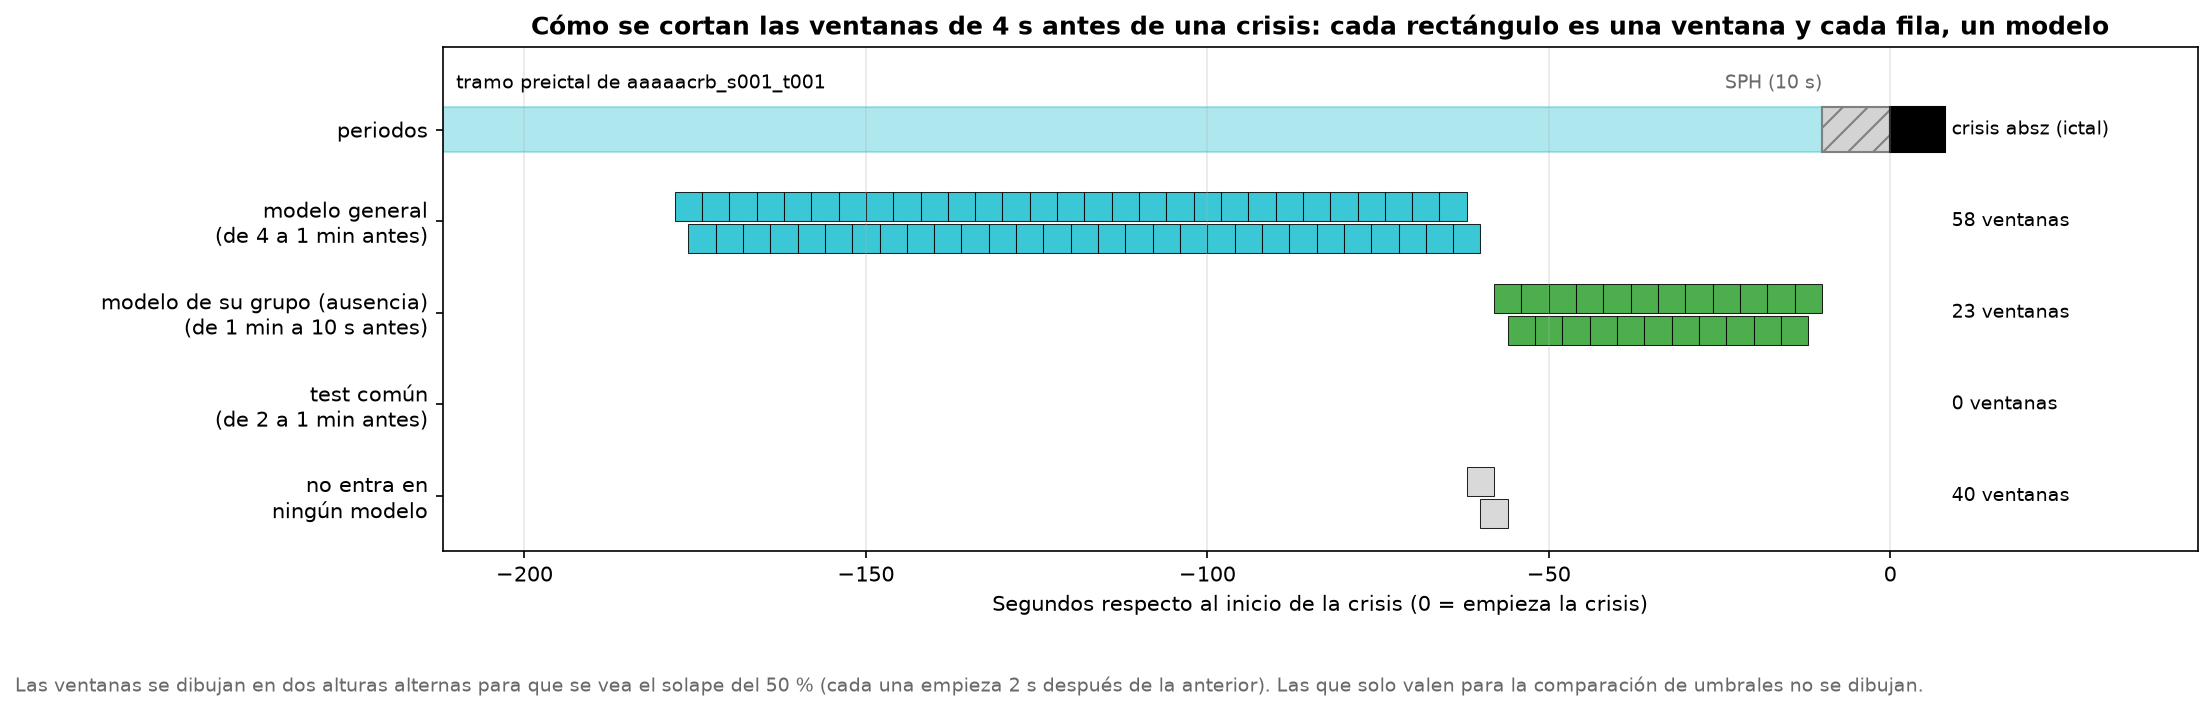 Cómo se cortan las ventanas de 4 s antes de una crisis: cada rectángulo es una ventana y cada fila, un modelo
tramo preictal de aaaaacrb_s001_t001
SPH (10 s)
periodos
crisis absz (ictal)
modelo general
(de 4 a 1 min antes)
58 ventanas
modelo de su grupo (ausencia)
(de 1 min a 10 s antes)
23 ventanas
test común
(de 2 a 1 min antes)
0 ventanas
no entra en
ningún modelo
40 ventanas
−200
−150
−100
−50
0
Segundos respecto al inicio de la crisis (0 = empieza la crisis)
Las ventanas se dibujan en dos alturas alternas para que se vea el solape del 50 % (cada una empieza 2 s después de la anterior). Las que solo valen para la comparación de umbrales no se dibujan.